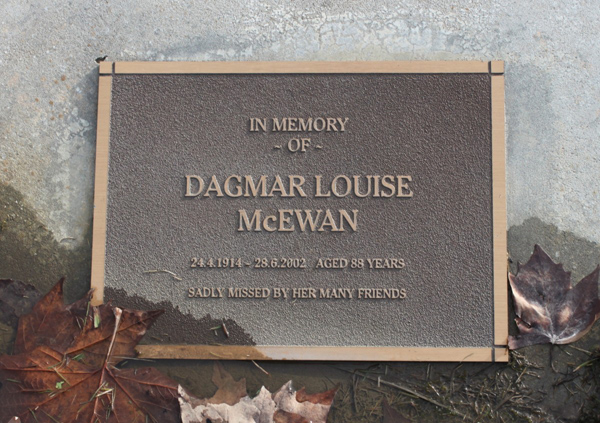 IN MEMORY
~ OF ~
DAGMAR LOUISE
McEWAN
24.4.1914 - 28.6.2002 AGED 88 YEARS
SADLY MISSED BY HER MANY FRIENDS